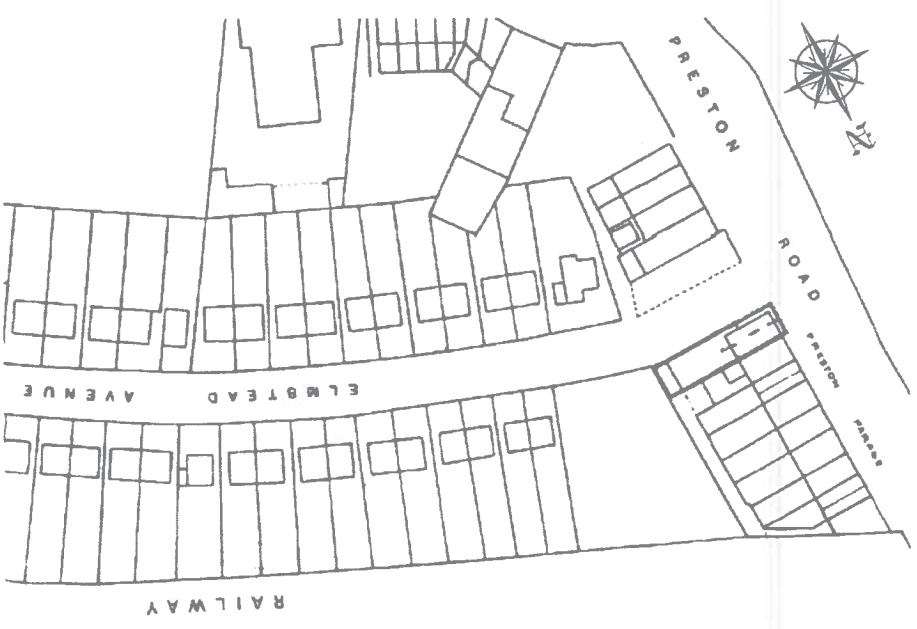 PRESTON
ROAD
PRESTON
PARADE
ELMSTEAD AVENUE
RAILWAY
N